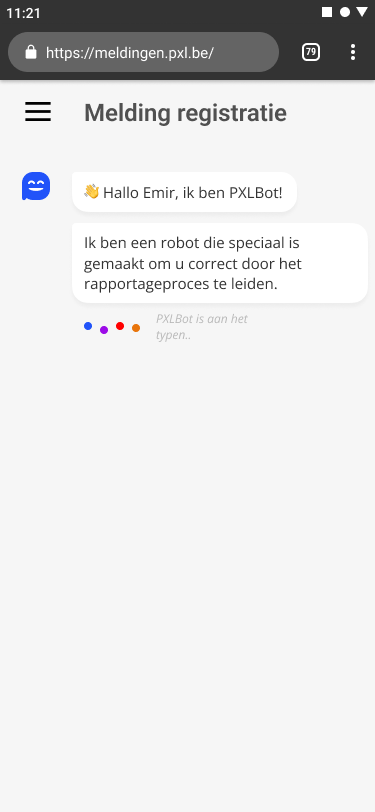 11:21
https://meldingen.pxl.be/
79
Melding registratie
👋 Hallo Emir, ik ben PXLBot!
Ik ben een robot die speciaal is
gemaakt om u correct door het
rapportageproces te leiden.
PXLBot is aan het
typen..